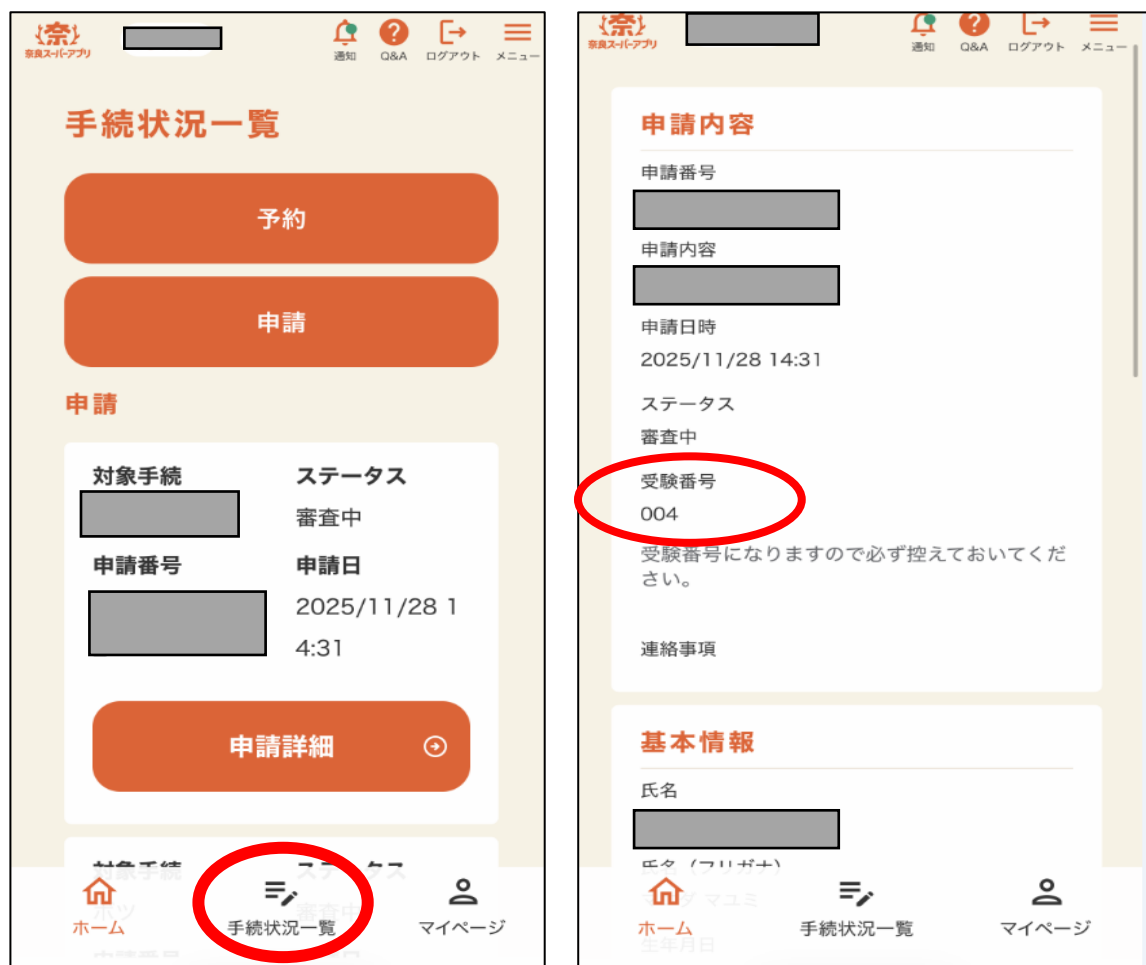 奈
奈良スーパーアプリ
通知
Q&A
ログアウト
メニュー
手続状況一覧
予約
申請
申請
対象手続
ステータス
審査中
申請番号
申請日
2025/11/28 1
4:31
申請詳細
対象手続
ステータス
審査中
ホーム
手続状況一覧
マイページ
奈
奈良スーパーアプリ
通知
Q&A
ログアウト
メニュー
申請内容
申請番号
申請内容
申請日時
2025/11/28 14:31
ステータス
審査中
受験番号
004
受験番号になりますので必ず控えておいてくだ
さい。
連絡事項
基本情報
氏名
氏名（フリガナ）
マユミ
生年月日
ホーム
手続状況一覧
マイページ